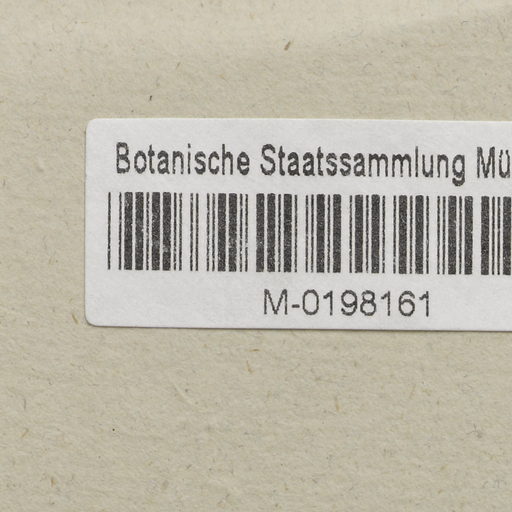 Botanische Staatssammlung Mü
M-0198161